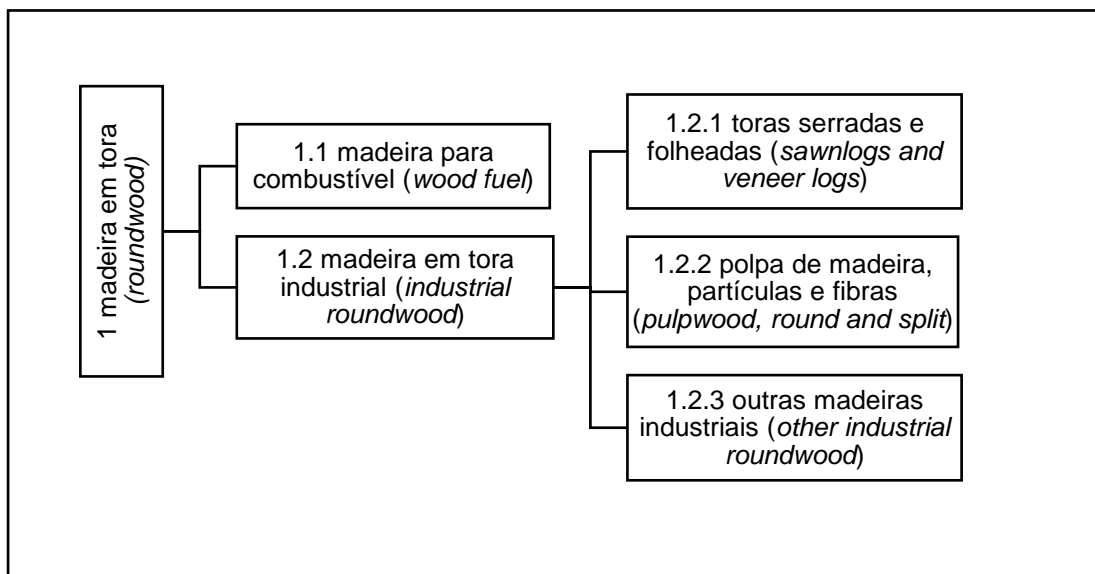 1 madeira em tora
(roundwood)
1.1 madeira para
combustível (wood fuel)
1.2 madeira em tora
industrial (industrial
roundwood)
1.2.1 toras serradas e
folheadas (sawnlogs and
veneer logs)
1.2.2 polpa de madeira,
partículas e fibras
(pulpwood, round and split)
1.2.3 outras madeiras
industriais (other industrial
roundwood)